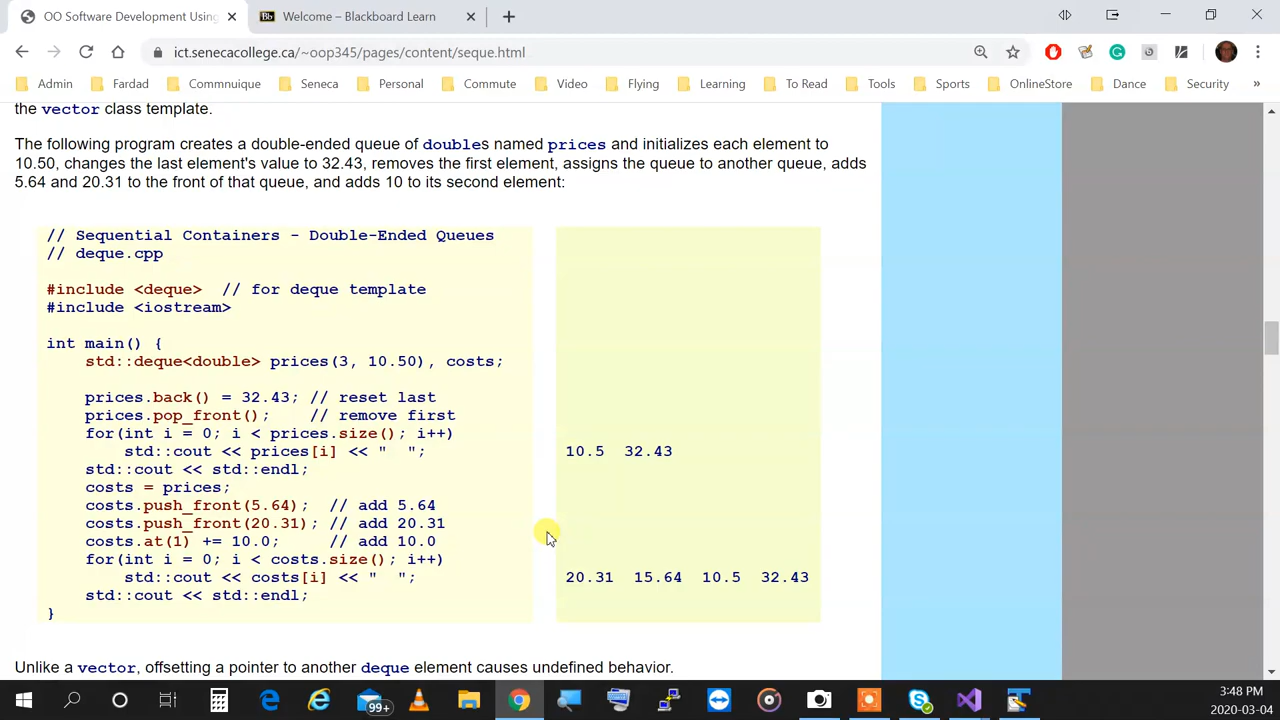 OO Software Development Using
Welcome – Blackboard Learn
ict.senecacollege.ca/~oop345/pages/content/seque.html
Admin Fardad Commnuique Seneca Personal Commute Video Flying Learning To Read Tools Sports OnlineStore Dance Security »
the vector class template.
The following program creates a double-ended queue of doubles named prices and initializes each element to
10.50, changes the last element's value to 32.43, removes the first element, assigns the queue to another queue, adds
5.64 and 20.31 to the front of that queue, and adds 10 to its second element:
// Sequential Containers - Double-Ended Queues
// deque.cpp
#include <deque>  // for deque template
#include <iostream>
int main() {
std::deque<double> prices(3, 10.50), costs;
prices.back() = 32.43; // reset last
prices.pop_front();    // remove first
for(int i = 0; i < prices.size(); i++)
std::cout << prices[i] << "  ";
10.5  32.43
std::cout << std::endl;
costs = prices;
costs.push_front(5.64);  // add 5.64
costs.push_front(20.31); // add 20.31
costs.at(1) += 10.0;     // add 10.0
for(int i = 0; i < costs.size(); i++)
std::cout << costs[i] << "  ";
20.31  15.64  10.5  32.43
std::cout << std::endl;
}
Unlike a vector, offsetting a pointer to another deque element causes undefined behavior.
99+
3:48 PM
2020-03-04